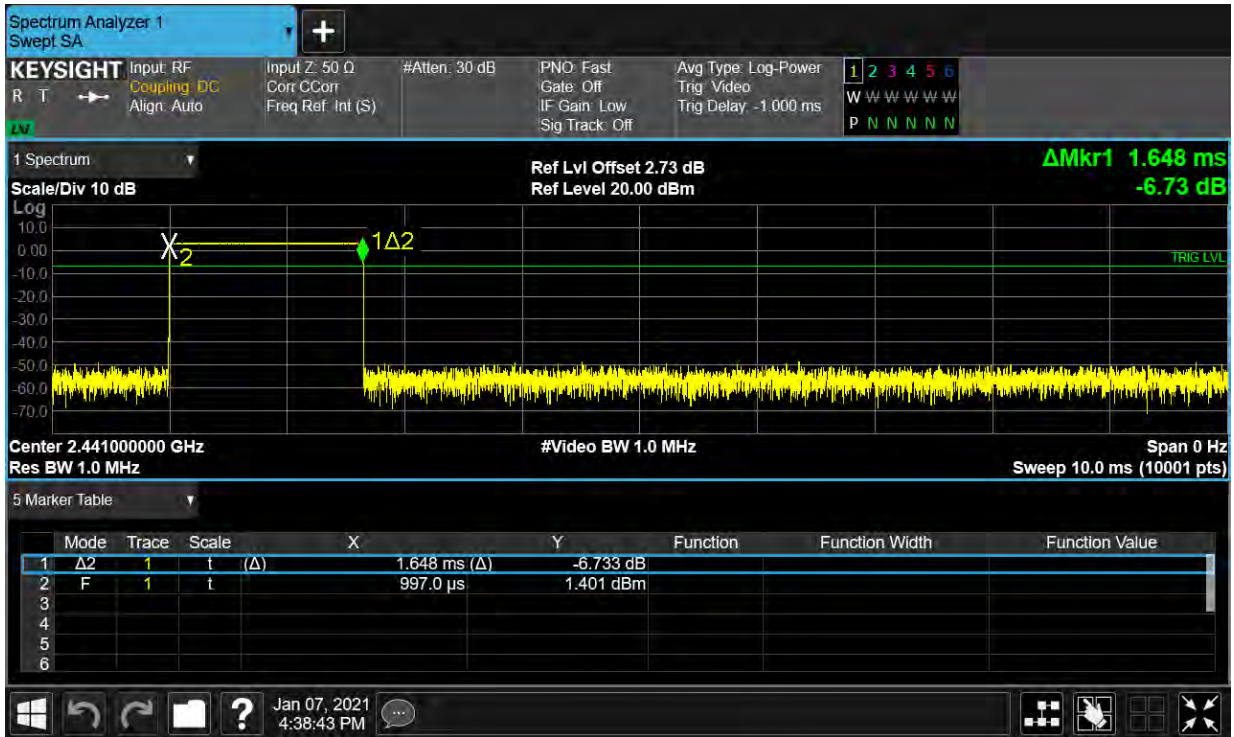 Spectrum Analyzer 1
Swept SA
+
KEYSIGHT Input: RF Input Z: 50 Ω #Atten: 30 dB PNO: Fast Avg Type: Log-Power 1 2 3 4 5 6
R T Coupling: DC Corr CCorr Gate: Off Trig: Video W W W W W W
Align: Auto Freq Ref: Int (S) IF Gain: Low Trig Delay: -1.000 ms
Sig Track: Off P N N N N N
1 Spectrum Ref Lvl Offset 2.73 dB ΔMkr1 1.648 ms
Scale/Div 10 dB Ref Level 20.00 dBm -6.73 dB
Log
10.0
0.00
-10.0
-20.0
-30.0
-40.0
-50.0
-60.0
-70.0
2
1Δ2
TRIG LVL
Center 2.441000000 GHz #Video BW 1.0 MHz Span 0 Hz
Res BW 1.0 MHz Sweep 10.0 ms (10001 pts)
5 Marker Table
Mode Trace Scale X Y Function Function Width Function Value
1 Δ2 1 t (Δ) 1.648 ms (Δ) -6.733 dB
2 F 1 t 997.0 µs 1.401 dBm
3
4
5
6
? Jan 07, 2021
4:38:43 PM